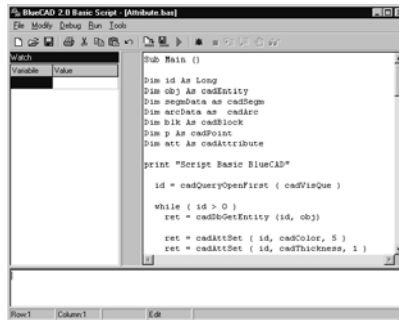 BlueCAD 2.0 Basic Script - [Attribute.bas]
File Modify Debug Run Tools
Watch
Variable Value
Sub Main ()
Dim id As Long
Dim obj As cadEntity
Dim segmData as cadSegm
Dim arcData as cadArc
Dim blk As cadBlock
Dim p As cadPoint
Dim att As cadAttribute
print "Script Basic BlueCAD"
id = cadQueryOpenFirst ( cadVisQue )
while ( id > 0 )
ret = cadDbGetEntity (id, obj)
ret = cadAttSet ( id, cadColor, 5 )
ret = cadAttSet ( id, cadThickness, 1 )
Row:1 Column:1 Edit